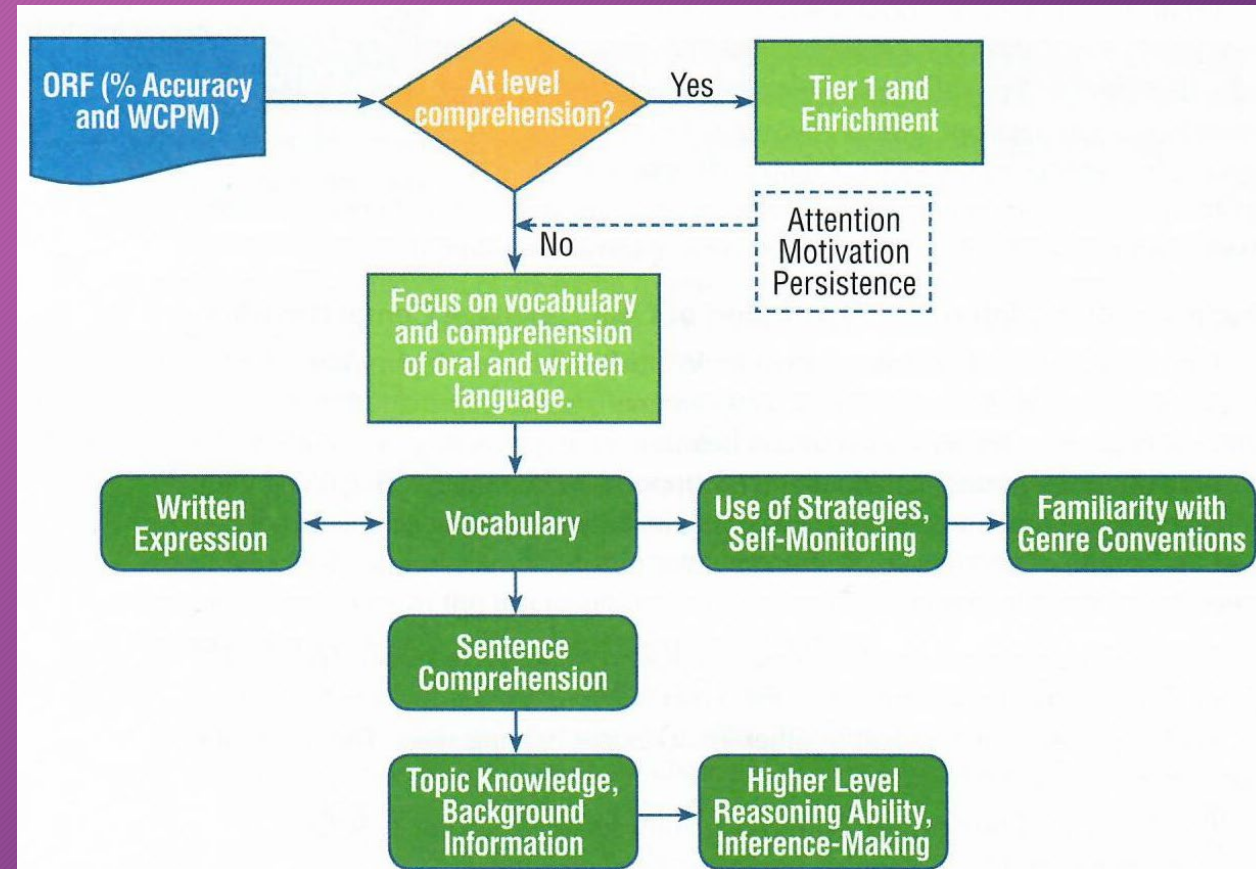 ORF (% Accuracy
and WCPM)
At level
comprehension?
Yes
Tier 1 and
Enrichment
No
Attention
Motivation
Persistence
Focus on vocabulary
and comprehension
of oral and written
language.
Written
Expression
Vocabulary
Use of Strategies,
Self-Monitoring
Familiarity with
Genre Conventions
Sentence
Comprehension
Topic Knowledge,
Background
Information
Higher Level
Reasoning Ability,
Inference-Making